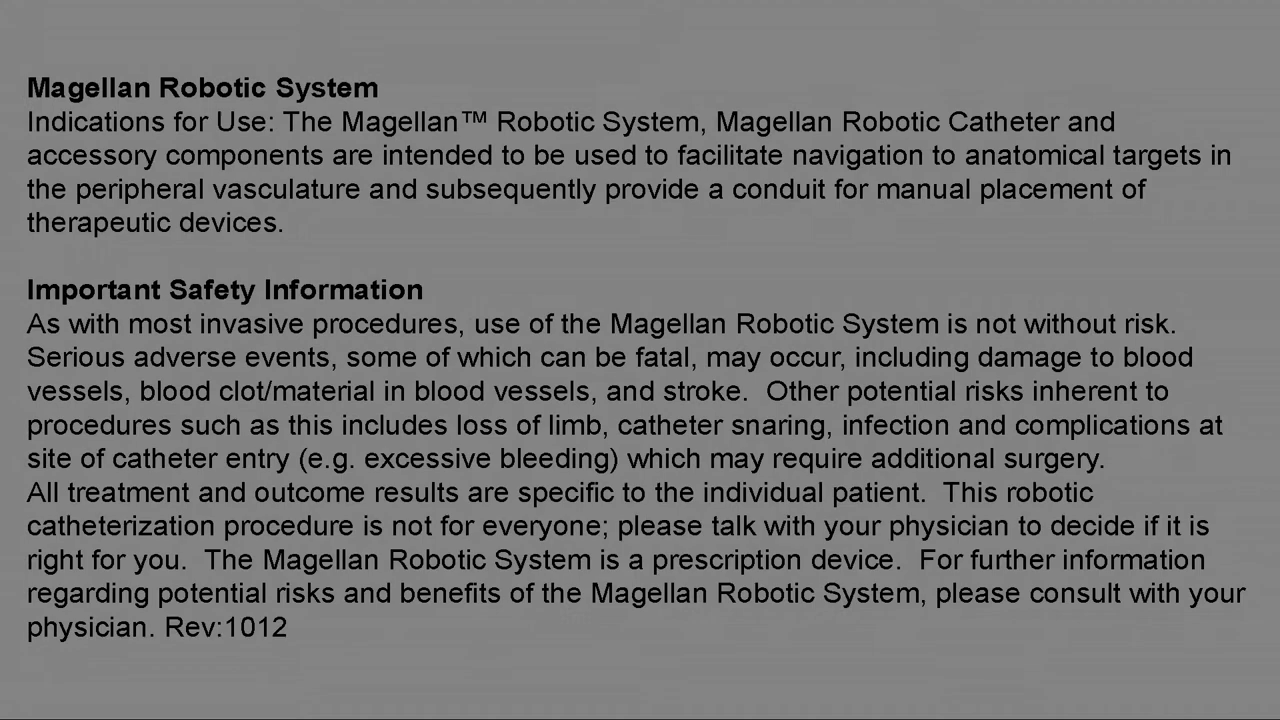 Magellan Robotic System
Indications for Use: The Magellan™ Robotic System, Magellan Robotic Catheter and
accessory components are intended to be used to facilitate navigation to anatomical targets in
the peripheral vasculature and subsequently provide a conduit for manual placement of
therapeutic devices.
Important Safety Information
As with most invasive procedures, use of the Magellan Robotic System is not without risk.
Serious adverse events, some of which can be fatal, may occur, including damage to blood
vessels, blood clot/material in blood vessels, and stroke.  Other potential risks inherent to
procedures such as this includes loss of limb, catheter snaring, infection and complications at
site of catheter entry (e.g. excessive bleeding) which may require additional surgery.
All treatment and outcome results are specific to the individual patient.  This robotic
catheterization procedure is not for everyone; please talk with your physician to decide if it is
right for you.  The Magellan Robotic System is a prescription device.  For further information
regarding potential risks and benefits of the Magellan Robotic System, please consult with your
physician. Rev:1012